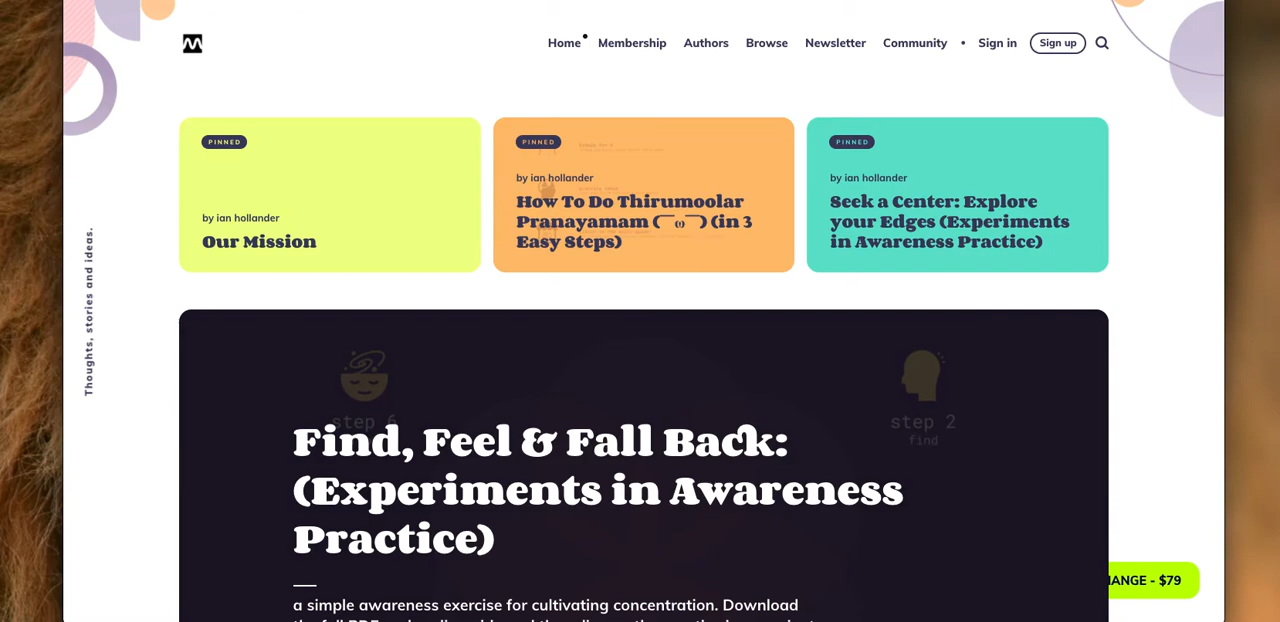 Home
Membership
Authors
Browse
Newsletter
Community
Sign in
Sign up
PINNED
by ian hollander
Our Mission
PINNED
by ian hollander
How To Do Thirumoolar
Pranayamam (￣ω￣) (in 3
Easy Steps)
PINNED
by ian hollander
Seek a Center: Explore
your Edges (Experiments
in Awareness Practice)
Thoughts, stories and ideas.
step 6
step 2
find
Find, Feel & Fall Back:
(Experiments in Awareness
Practice)
a simple awareness exercise for cultivating concentration. Download
HANGE - $79